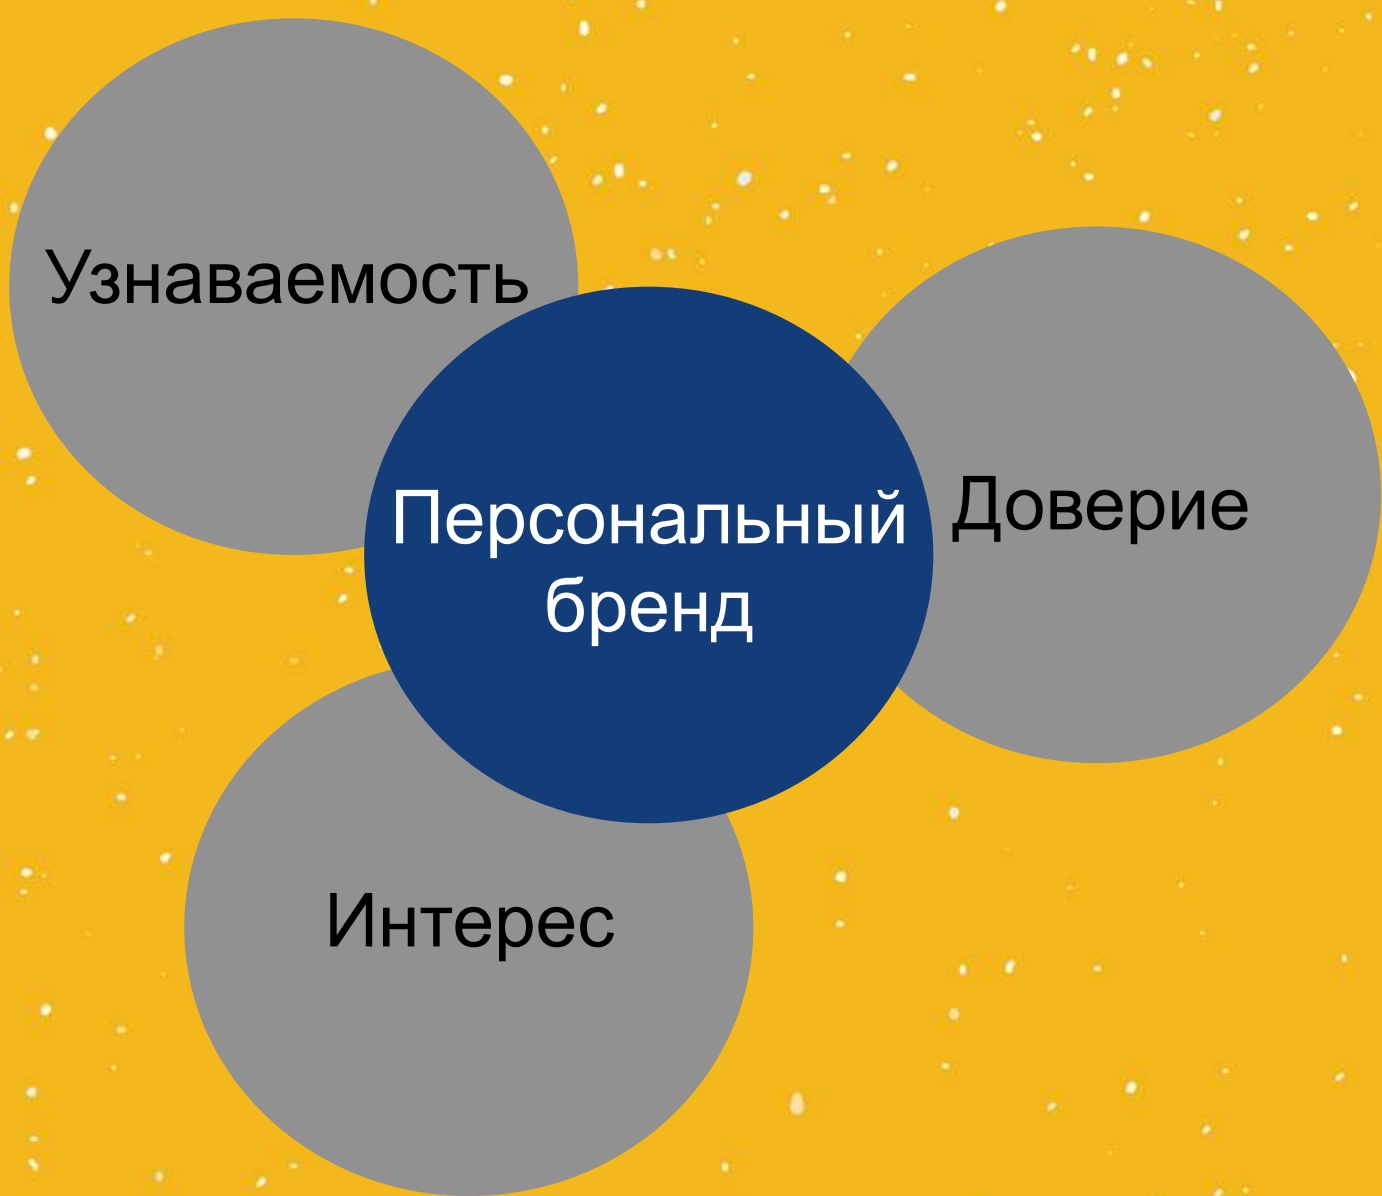 Узнаваемость
Доверие
Персональный
бренд
Интерес